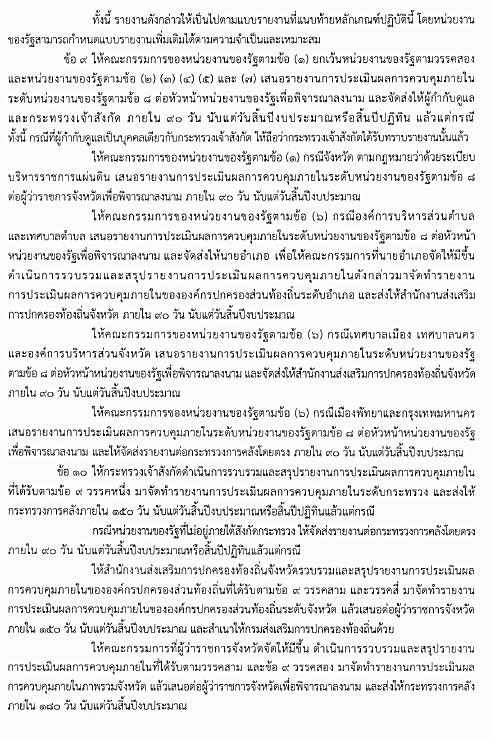 ทั้งนี้ รายงานดังกล่าวให้เป็นไปตามแบบรายงานที่แนบท้ายหลักเกณฑ์ปฏิบัตินี้ โดยหน่วยงาน
ของรัฐสามารถกำหนดแบบรายงานเพิ่มเติมได้ตามความจำเป็นและเหมาะสม
ข้อ ๙ ให้คณะกรรมการของหน่วยงานของรัฐตามข้อ (๑) ยกเว้นหน่วยงานของรัฐตามวรรคสอง
และหน่วยงานของรัฐตามข้อ (๒) (๓) (๔) (๕) และ (๗) เสนอรายงานการประเมินผลการควบคุมภายใน
ระดับหน่วยงานของรัฐตามข้อ ๘ ต่อหัวหน้าหน่วยงานของรัฐเพื่อพิจารณาลงนาม และจัดส่งให้ผู้กำกับดูแล
และกระทรวงเจ้าสังกัด ภายใน ๙๐ วัน นับแต่วันสิ้นปีงบประมาณหรือสิ้นปีปฏิทิน แล้วแต่กรณี
ทั้งนี้ กรณีที่ผู้กำกับดูแลเป็นบุคคลเดียวกับกระทรวงเจ้าสังกัด ให้ถือว่ากระทรวงเจ้าสังกัดได้รับทราบรายงานนั้นแล้ว
ให้คณะกรรมการของหน่วยงานของรัฐตามข้อ (๑) กรณีจังหวัด ตามกฎหมายว่าด้วยระเบียบ
บริหารราชการแผ่นดิน เสนอรายงานการประเมินผลการควบคุมภายในระดับหน่วยงานของรัฐตามข้อ ๘
ต่อผู้ว่าราชการจังหวัดเพื่อพิจารณาลงนาม ภายใน ๙๐ วัน นับแต่วันสิ้นปีงบประมาณ
ให้คณะกรรมการของหน่วยงานของรัฐตามข้อ (๖) กรณีองค์การบริหารส่วนตำบล
และเทศบาลตำบล เสนอรายงานการประเมินผลการควบคุมภายในระดับหน่วยงานของรัฐตามข้อ ๘ ต่อหัวหน้า
หน่วยงานของรัฐเพื่อพิจารณาลงนาม และจัดส่งให้นายอำเภอ เพื่อให้คณะกรรมการที่นายอำเภอจัดให้มีขึ้น
ดำเนินการรวบรวมและสรุปรายงานการประเมินผลการควบคุมภายในดังกล่าวมาจัดทำรายงาน
การประเมินผลการควบคุมภายในขององค์กรปกครองส่วนท้องถิ่นระดับอำเภอ และส่งให้สำนักงานส่งเสริม
การปกครองท้องถิ่นจังหวัด ภายใน ๙๐ วัน นับแต่วันสิ้นปีงบประมาณ
ให้คณะกรรมการของหน่วยงานของรัฐตามข้อ (๖) กรณีเทศบาลเมือง เทศบาลนคร
และองค์การบริหารส่วนจังหวัด เสนอรายงานการประเมินผลการควบคุมภายในระดับหน่วยงานของรัฐ
ตามข้อ ๘ ต่อหัวหน้าหน่วยงานของรัฐเพื่อพิจารณาลงนาม และจัดส่งให้สำนักงานส่งเสริมการปกครองท้องถิ่นจังหวัด
ภายใน ๙๐ วัน นับแต่วันสิ้นปีงบประมาณ
ให้คณะกรรมการของหน่วยงานของรัฐตามข้อ (๖) กรณีเมืองพัทยาและกรุงเทพมหานคร
เสนอรายงานการประเมินผลการควบคุมภายในระดับหน่วยงานของรัฐตามข้อ ๘ ต่อหัวหน้าหน่วยงานของรัฐ
เพื่อพิจารณาลงนาม และให้จัดส่งรายงานต่อกระทรวงการคลังโดยตรง ภายใน ๙๐ วัน นับแต่วันสิ้นปีงบประมาณ
ข้อ ๑๐ ให้กระทรวงเจ้าสังกัดดำเนินการรวบรวมและสรุปรายงานการประเมินผลการควบคุมภายใน
ที่ได้รับตามข้อ ๙ วรรคหนึ่ง มาจัดทำรายงานการประเมินผลการควบคุมภายในระดับกระทรวง และส่งให้
กระทรวงการคลังภายใน ๑๕๐ วัน นับแต่วันสิ้นปีงบประมาณหรือสิ้นปีปฏิทินแล้วแต่กรณี
กรณีหน่วยงานของรัฐที่ไม่อยู่ภายใต้สังกัดกระทรวง ให้จัดส่งรายงานต่อกระทรวงการคลังโดยตรง
ภายใน ๙๐ วัน นับแต่วันสิ้นปีงบประมาณหรือสิ้นปีปฏิทินแล้วแต่กรณี
ให้สำนักงานส่งเสริมการปกครองท้องถิ่นจังหวัดรวบรวมและสรุปรายงานการประเมินผล
การควบคุมภายในขององค์กรปกครองส่วนท้องถิ่นที่ได้รับตามข้อ ๙ วรรคสาม และวรรคสี่ มาจัดทำรายงาน
การประเมินผลการควบคุมภายในขององค์กรปกครองส่วนท้องถิ่นระดับจังหวัด แล้วเสนอต่อผู้ว่าราชการจังหวัด
ภายใน ๑๕๐ วัน นับแต่วันสิ้นปีงบประมาณ และสำเนาให้กรมส่งเสริมการปกครองท้องถิ่นด้วย
ให้คณะกรรมการที่ผู้ว่าราชการจังหวัดจัดให้มีขึ้น ดำเนินการรวบรวมและสรุปรายงาน
การประเมินผลการควบคุมภายในที่ได้รับตามวรรคสาม และข้อ ๙ วรรคสอง มาจัดทำรายงานการประเมินผล
การควบคุมภายในภาพรวมจังหวัด แล้วเสนอต่อผู้ว่าราชการจังหวัดเพื่อพิจารณาลงนาม และส่งให้กระทรวงการคลัง
ภายใน ๑๘๐ วัน นับแต่วันสิ้นปีงบประมาณ